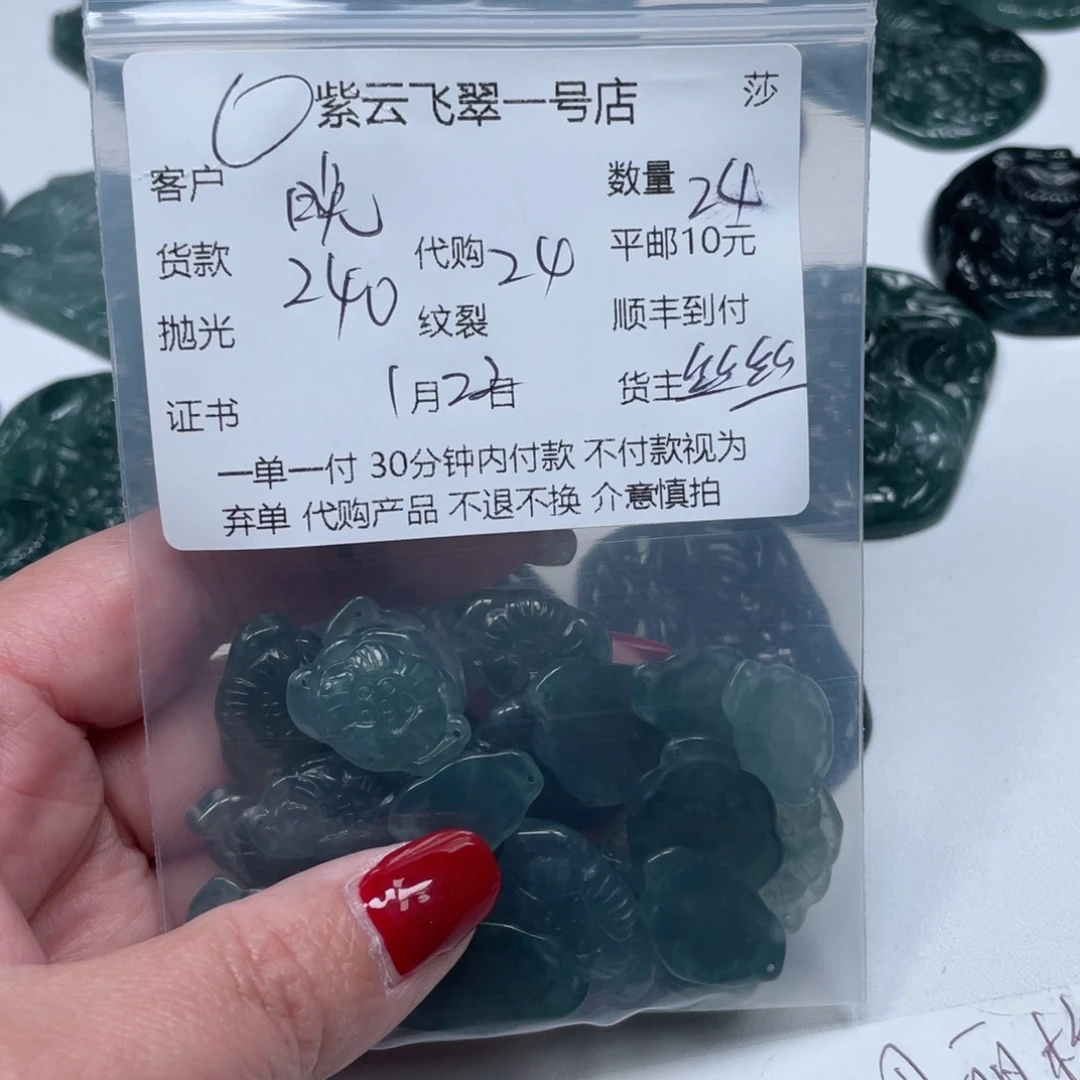 紫云飞翠一号店 莎
客户 晚 数量 24
货款 240 代购 24 平邮10元
抛光 纹裂 顺丰到付
证书 1月22日 货主 丝丝
一单一付 30分钟内付款 不付款视为
弃单 代购产品 不退不换 介意慎拍